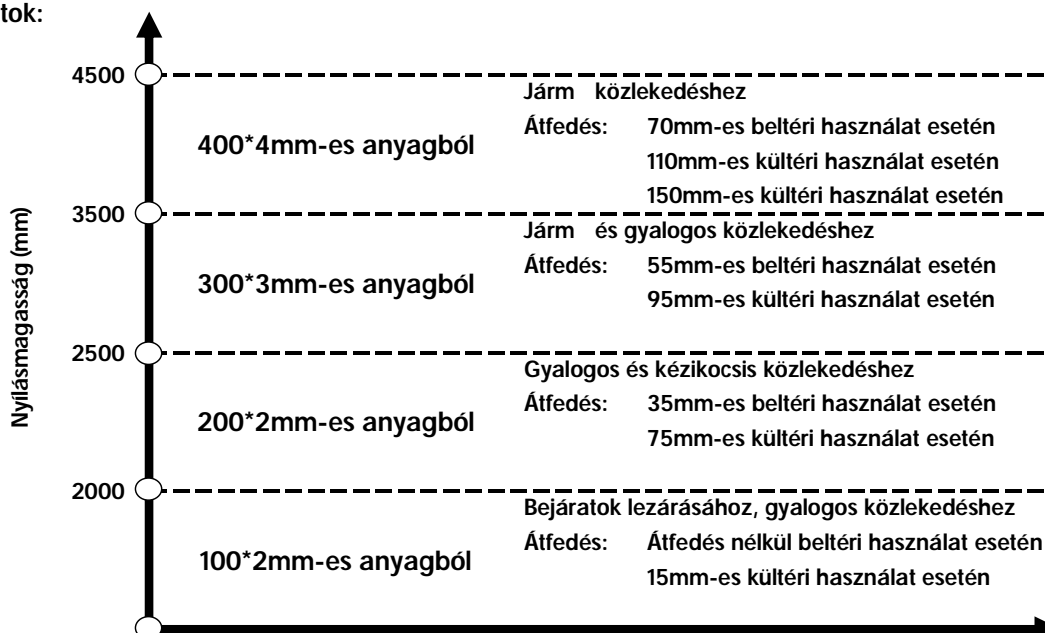 tok:
4500
Járm közlekedéshez
400*4mm-es anyagból
Átfedés: 70mm-es beltéri használat esetén
110mm-es kültéri használat esetén
150mm-es kültéri használat esetén
3500
Járm és gyalogos közlekedéshez
300*3mm-es anyagból
Átfedés: 55mm-es beltéri használat esetén
95mm-es kültéri használat esetén
2500
Gyalogos és kézikocsis közlekedéshez
200*2mm-es anyagból
Átfedés: 35mm-es beltéri használat esetén
75mm-es kültéri használat esetén
2000
Bejáratok lezárásához, gyalogos közlekedéshez
100*2mm-es anyagból
Átfedés: Átfedés nélkül beltéri használat esetén
15mm-es kültéri használat esetén
Nyílásmagasság (mm)